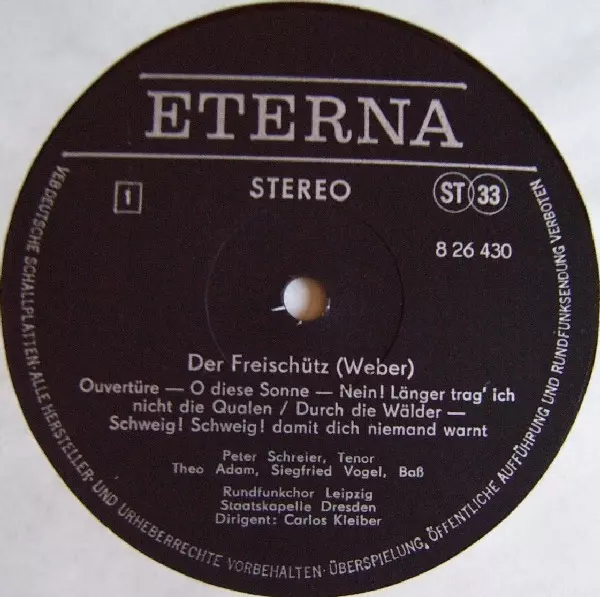 ETERNA
1
STEREO
ST 33
8 26 430
Der Freischütz (Weber)
Ouvertüre — O diese Sonne — Nein! Länger trag' ich
nicht die Qualen / Durch die Wälder —
Schweig! Schweig! damit dich niemand warnt
Peter Schreier, Tenor
Theo Adam, Siegfried Vogel, Baß
Rundfunkchor Leipzig
Staatskapelle Dresden
Dirigent: Carlos Kleiber
VEB DEUTSCHE SCHALLPLATTEN · ALLE HERSTELLER- UND URHEBERRECHTE VORBEHALTEN · ÜBERSPIELUNG, ÖFFENTLICHE AUFFÜHRUNG UND RUNDFUNKSENDUNG VERBOTEN